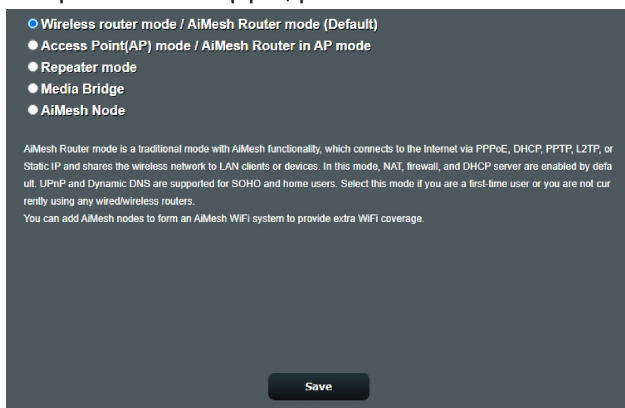 Wireless router mode / AiMesh Router mode (Default)
Access Point(AP) mode / AiMesh Router in AP mode
Repeater mode
Media Bridge
AiMesh Node
AiMesh Router mode is a traditional mode with AiMesh functionality, which connects to the Internet via PPPoE, DHCP, PPTP, L2TP, or
Static IP and shares the wireless network to LAN clients or devices. In this mode, NAT, firewall, and DHCP server are enabled by defa
ult. UPnP and Dynamic DNS are supported for SOHO and home users. Select this mode if you are a first-time user or you are not cur
rently using any wired/wireless routers.
You can add AiMesh nodes to form an AiMesh WiFi system to provide extra WiFi coverage.
Save